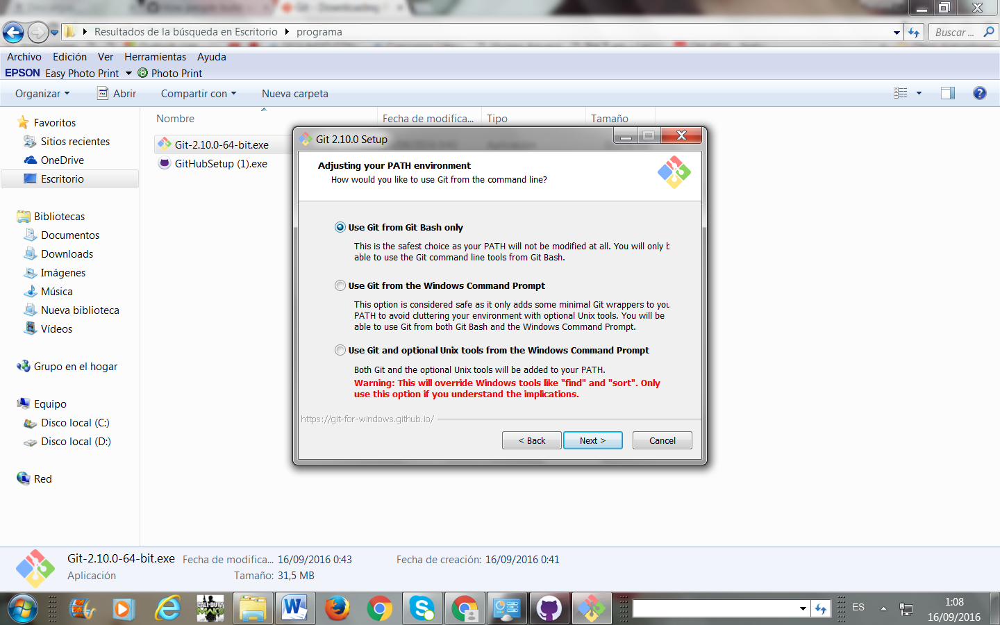 Git - Downloading
Resultados de la búsqueda en Escritorio
programa
Buscar ...
Archivo
Edición
Ver
Herramientas
Ayuda
EPSON Easy Photo Print
Photo Print
Organizar
Abrir
Compartir con
Nueva carpeta
Favoritos
Sitios recientes
OneDrive
Escritorio
Bibliotecas
Documentos
Downloads
Imágenes
Música
Nueva biblioteca
Vídeos
Grupo en el hogar
Equipo
Disco local (C:)
Disco local (D:)
Red
Nombre
Fecha de modifica...
Tipo
Tamaño
Git-2.10.0-64-bit.exe
GitHubSetup (1).exe
Git 2.10.0 Setup
Adjusting your PATH environment
How would you like to use Git from the command line?
Use Git from Git Bash only
This is the safest choice as your PATH will not be modified at all. You will only b
able to use the Git command line tools from Git Bash.
Use Git from the Windows Command Prompt
This option is considered safe as it only adds some minimal Git wrappers to you
PATH to avoid cluttering your environment with optional Unix tools. You will be
able to use Git from both Git Bash and the Windows Command Prompt.
Use Git and optional Unix tools from the Windows Command Prompt
Both Git and the optional Unix tools will be added to your PATH.
Warning: This will override Windows tools like "find" and "sort". Only
use this option if you understand the implications.
https://git-for-windows.github.io/
< Back
Next >
Cancel
Git-2.10.0-64-bit.exe
Fecha de modifica... 16/09/2016 0:43
Fecha de creación: 16/09/2016 0:41
Aplicación
Tamaño: 31,5 MB
CALL·DUTY
MW3
ES
1:08
16/09/2016